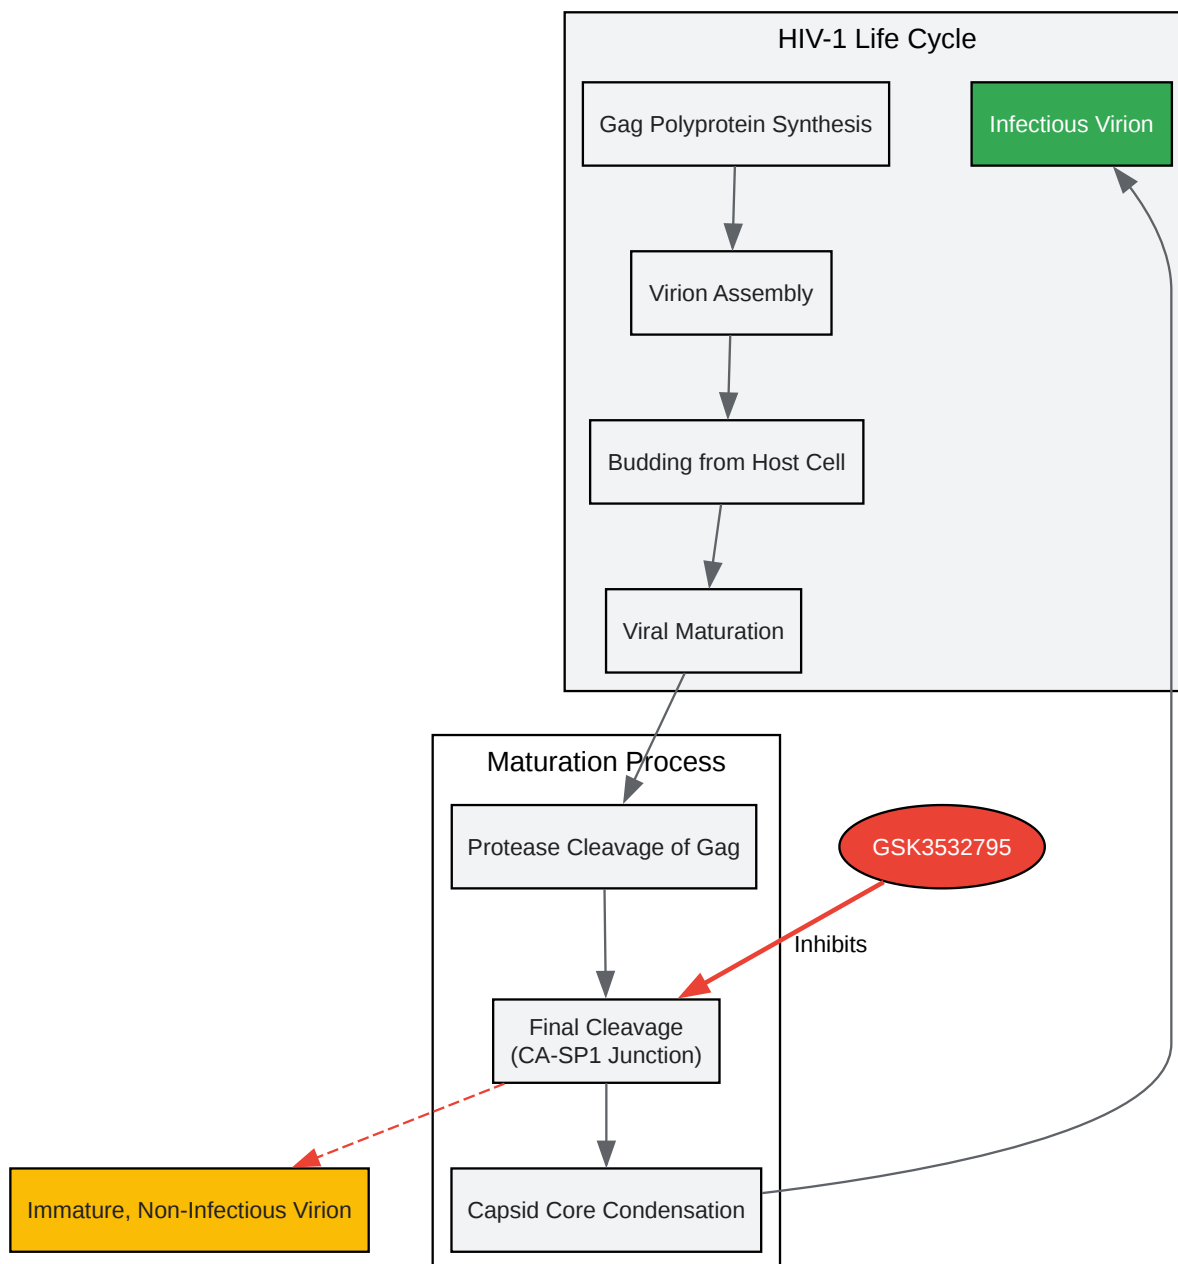 HIV-1 Life Cycle
Gag Polyprotein Synthesis
Infectious Virion
Virion Assembly
Budding from Host Cell
Viral Maturation
Maturation Process
Protease Cleavage of Gag
GSK3532795
Inhibits
Final Cleavage
(CA-SP1 Junction)
Immature, Non-Infectious Virion
Capsid Core Condensation